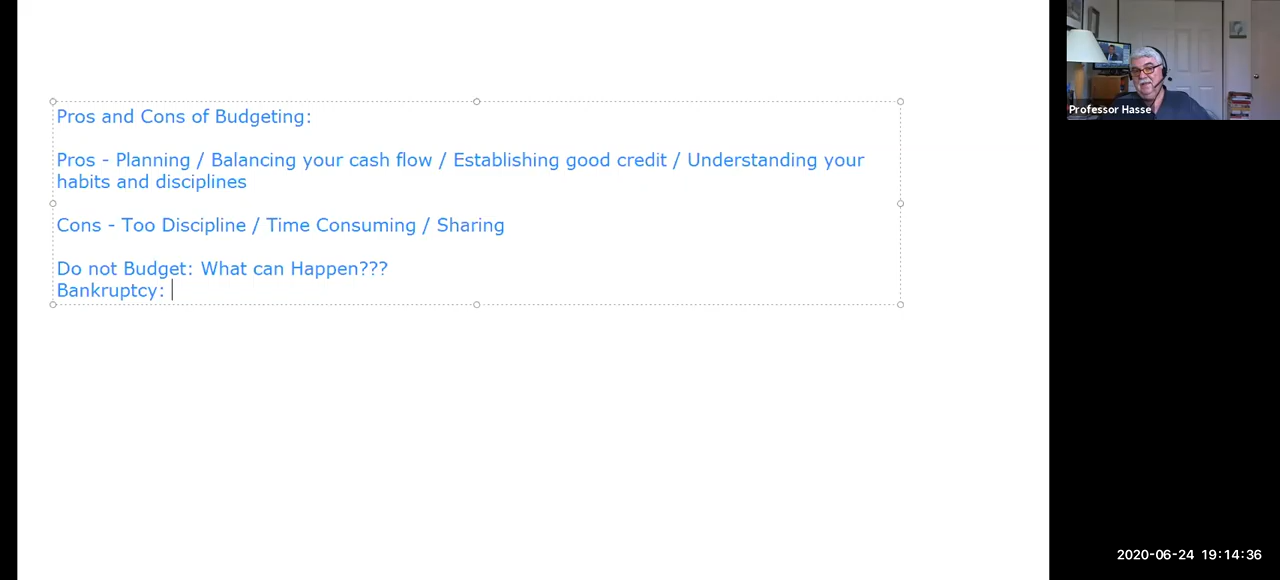 Pros and Cons of Budgeting:
Pros - Planning / Balancing your cash flow / Establishing good credit / Understanding your
habits and disciplines
Cons - Too Discipline / Time Consuming / Sharing
Do not Budget: What can Happen???
Bankruptcy:
Professor Hasse
2020-06-24 19:14:36